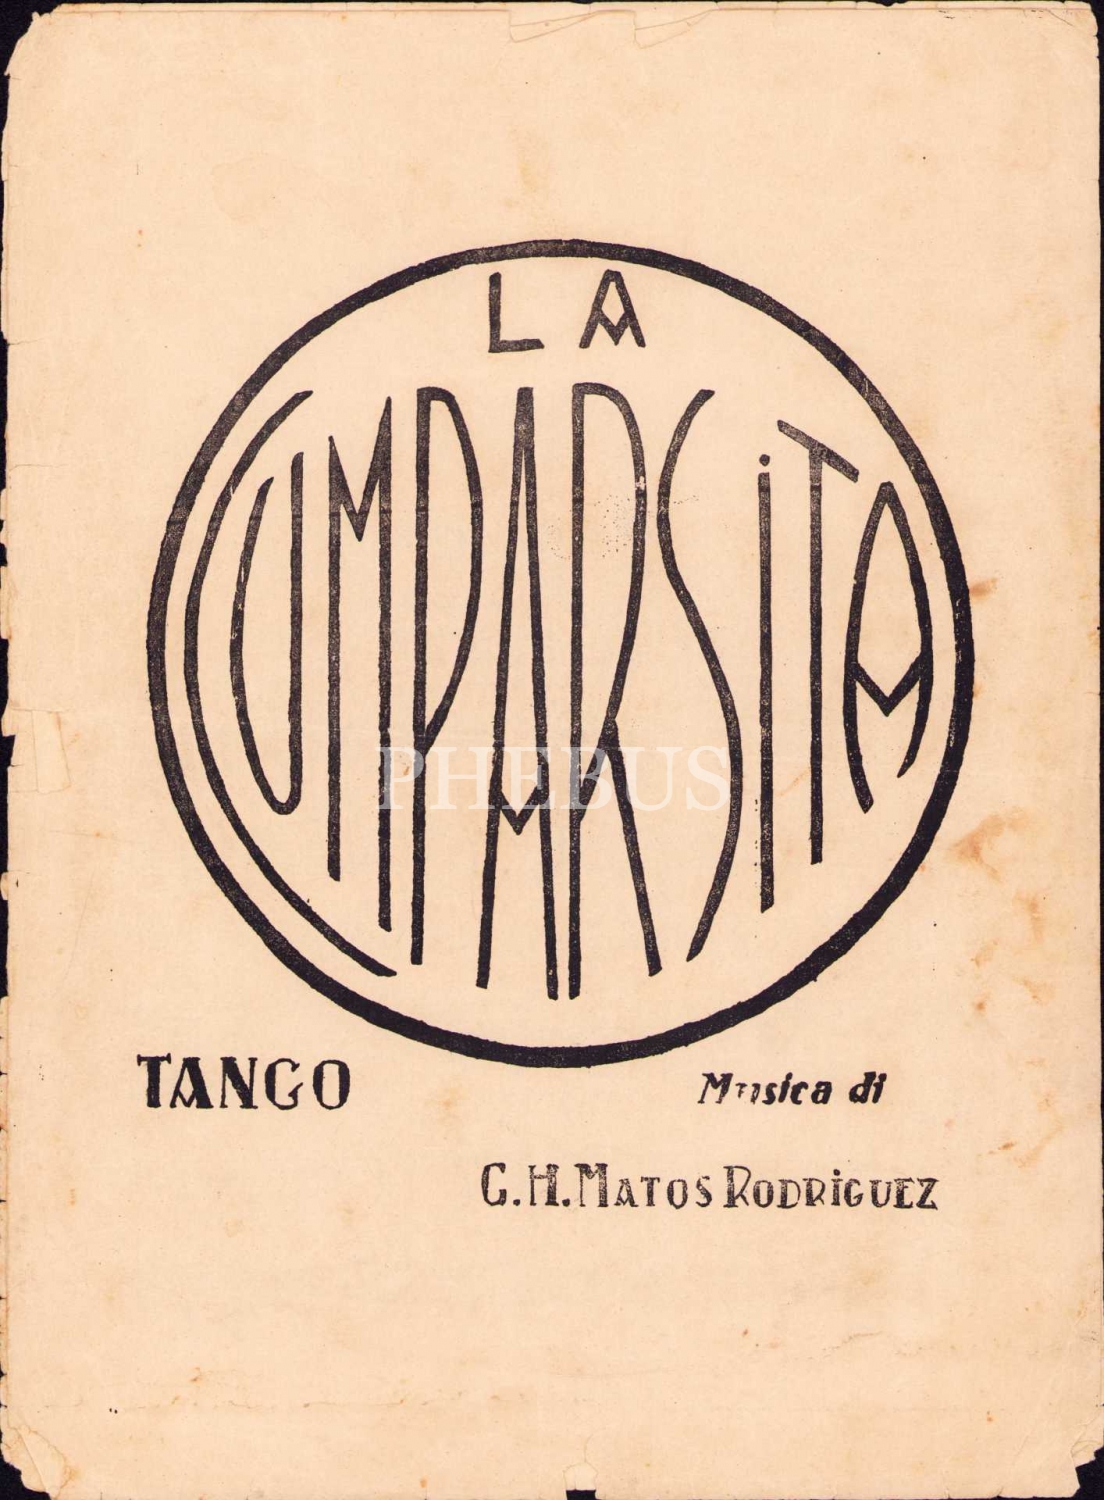 LA
CUMPARSiTA
PHEBUS
TANGO
Musica di
G.H.MATOS RODRiGUEZ